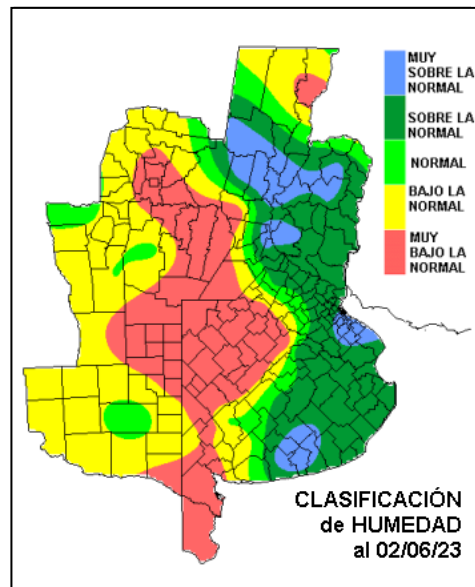 MUY
SOBRE LA
NORMAL
SOBRE LA
NORMAL
NORMAL
BAJO LA
NORMAL
MUY
BAJO LA
NORMAL
CLASIFICACIÓN
de HUMEDAD
al 02/06/23